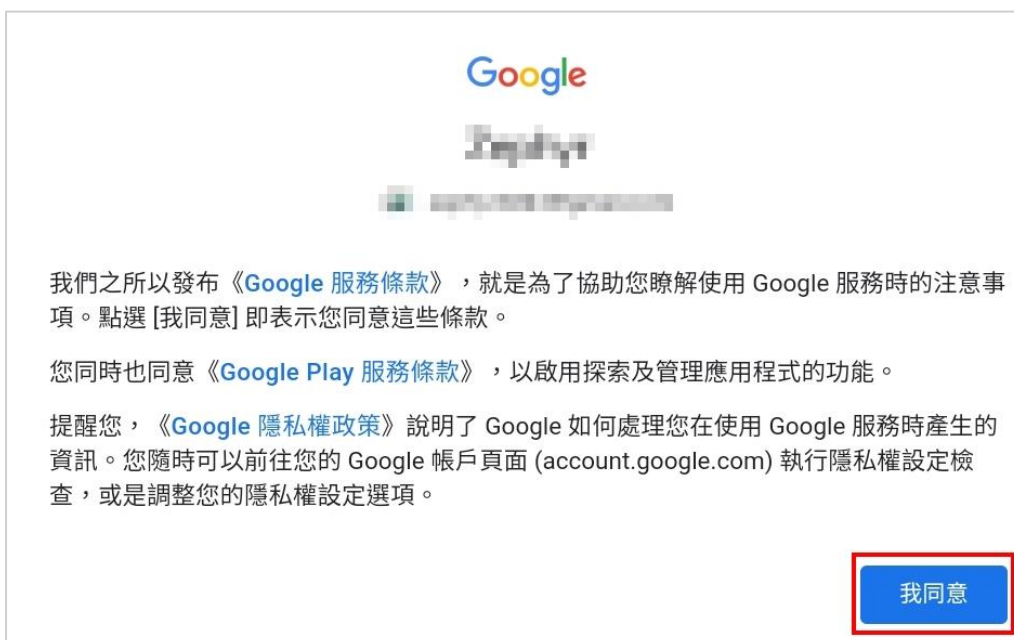 Google
我們之所以發布《Google 服務條款》，就是為了協助您瞭解使用 Google 服務時的注意事
項。點選 [我同意] 即表示您同意這些條款。
您同時也同意《Google Play 服務條款》，以啟用探索及管理應用程式的功能。
提醒您，《Google 隱私權政策》說明了 Google 如何處理您在使用 Google 服務時產生的
資訊。您隨時可以前往您的 Google 帳戶頁面 (account.google.com) 執行隱私權設定檢
查，或是調整您的隱私權設定選項。
我同意